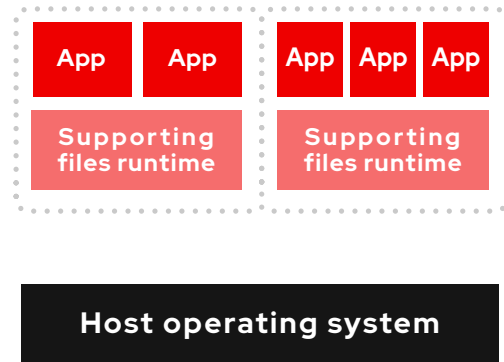 App App App App App
Supporting
files runtime
Supporting
files runtime
Host operating system